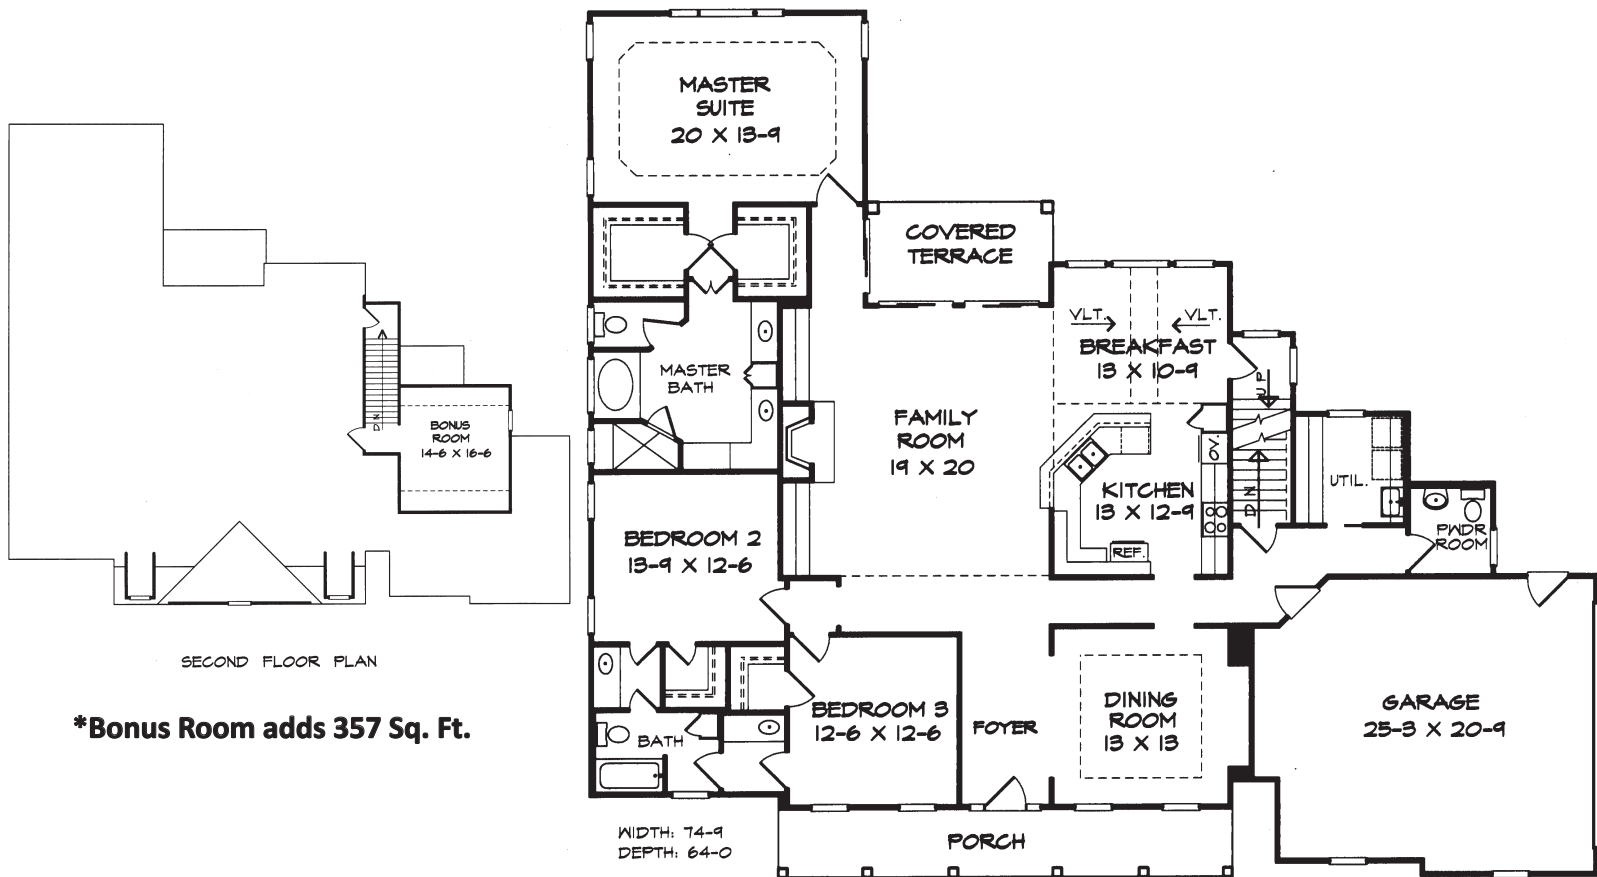 MASTER
SUITE
20 X 13-9
COVERED
TERRACE
VLT.
VLT.
BREAKFAST
13 X 10-9
UP
MASTER
BATH
FAMILY
ROOM
19 X 20
OV.
KITCHEN
13 X 12-9
REF.
DN
UTIL.
PWDR
ROOM
DN
BONUS
ROOM
14-6 X 16-6
BEDROOM 2
13-9 X 12-6
SECOND FLOOR PLAN
*Bonus Room adds 357 Sq. Ft.
BATH
BEDROOM 3
12-6 X 12-6
FOYER
DINING
ROOM
13 X 13
GARAGE
25-3 X 20-9
WIDTH: 74-9
DEPTH: 64-0
PORCH